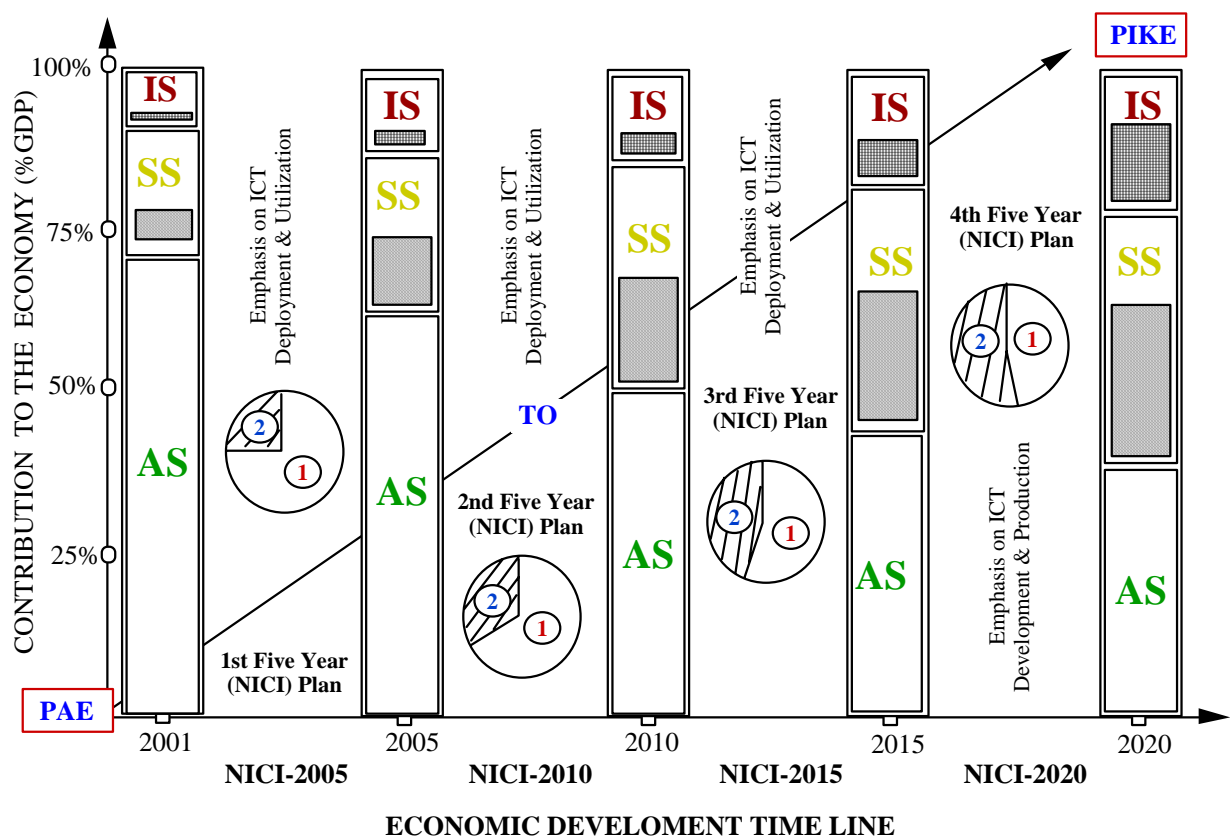 PIKE
100%
75%
50%
25%
CONTRIBUTION TO THE ECONOMY (%GDP)
IS
SS
AS
Emphasis on ICT
Deployment & Utilization
2
1
1st Five Year
(NICI) Plan
IS
SS
AS
Emphasis on ICT
Deployment & Utilization
TO
2nd Five Year
(NICI) Plan
2
1
IS
SS
AS
Emphasis on ICT
Deployment & Utilization
3rd Five Year
(NICI) Plan
2
1
IS
SS
AS
4th Five Year
(NICI) Plan
2
1
Emphasis on ICT
Development & Production
IS
SS
AS
PAE
2001
2005
2010
2015
2020
NICI-2005
NICI-2010
NICI-2015
NICI-2020
ECONOMIC DEVELOMENT TIME LINE